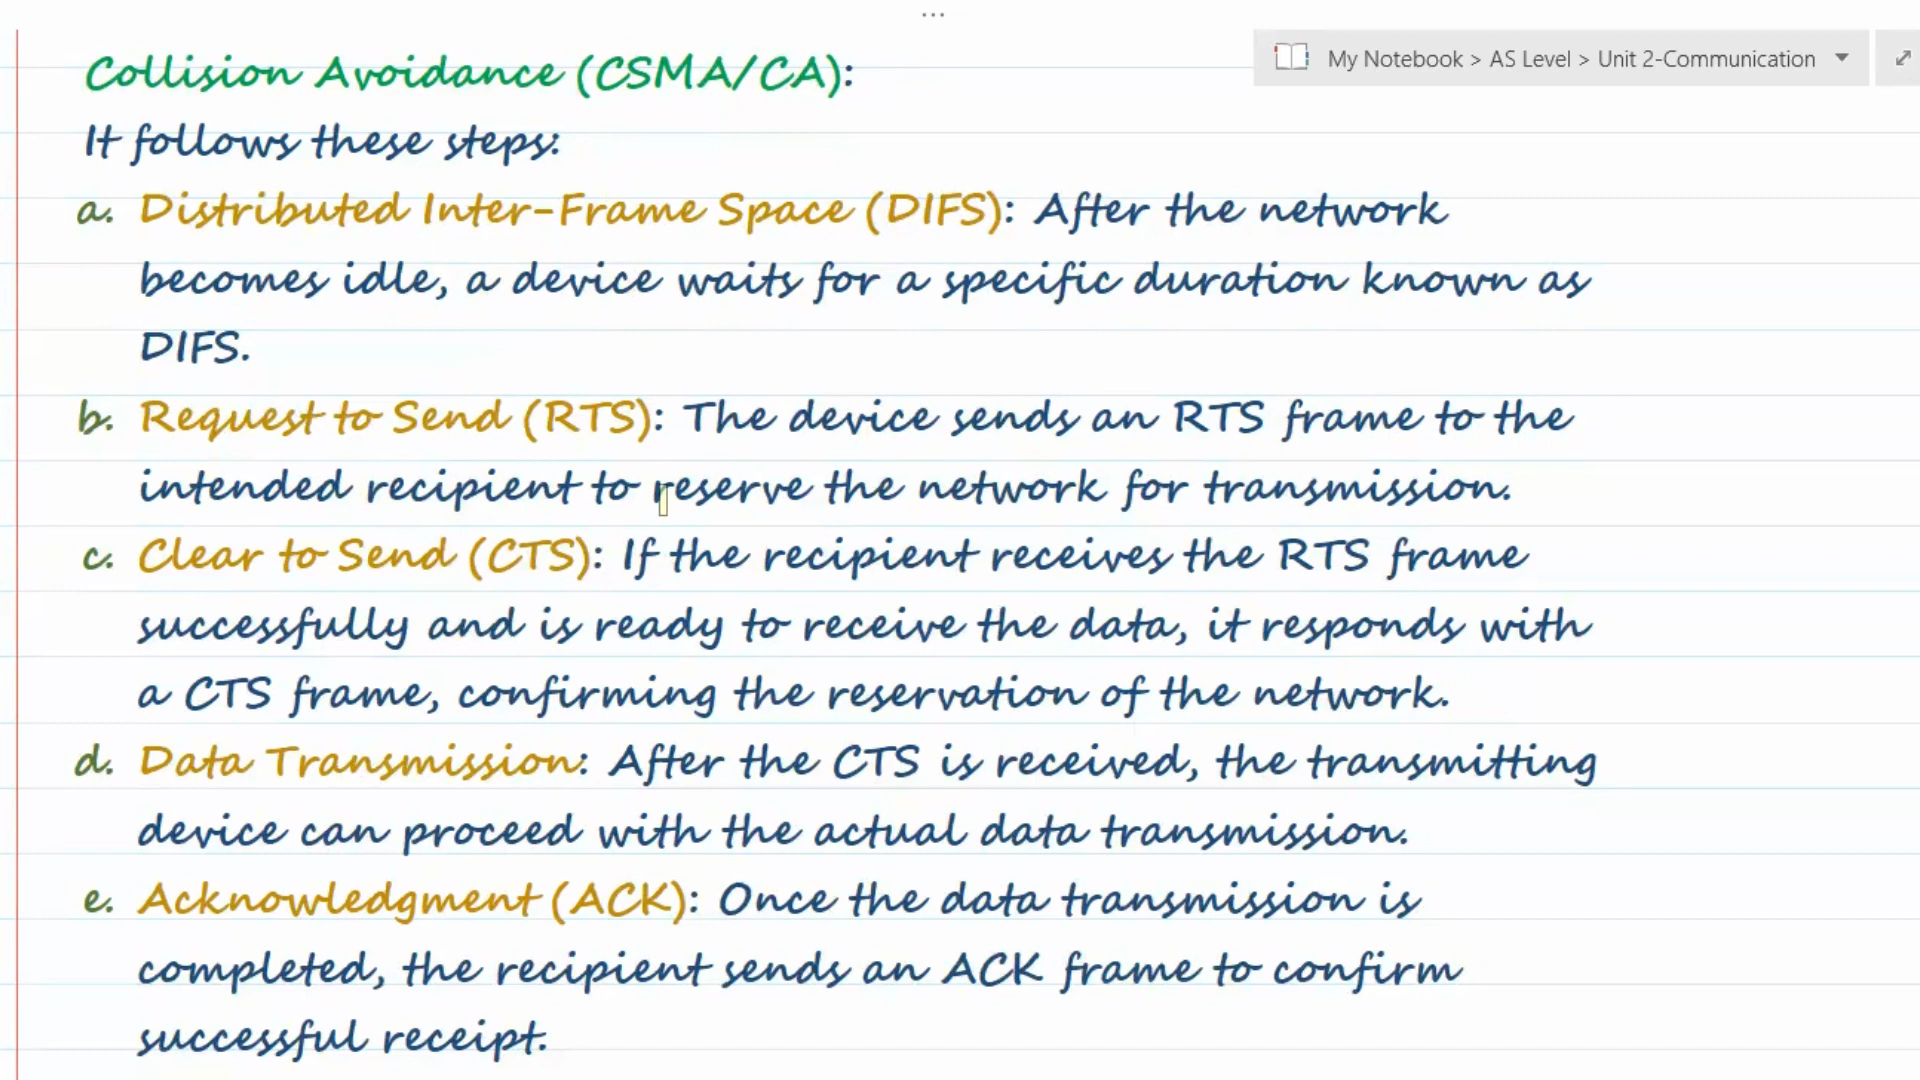 ...
My Notebook > AS Level > Unit 2-Communication
Collision Avoidance (CSMA/CA):
It follows these steps:
a. Distributed Inter-Frame Space (DIFS): After the network
becomes idle, a device waits for a specific duration known as
DIFS.
b. Request to Send (RTS): The device sends an RTS frame to the
intended recipient to reserve the network for transmission.
c. Clear to Send (CTS): If the recipient receives the RTS frame
successfully and is ready to receive the data, it responds with
a CTS frame, confirming the reservation of the network.
d. Data Transmission: After the CTS is received, the transmitting
device can proceed with the actual data transmission.
e. Acknowledgment (ACK): Once the data transmission is
completed, the recipient sends an ACK frame to confirm
successful receipt.